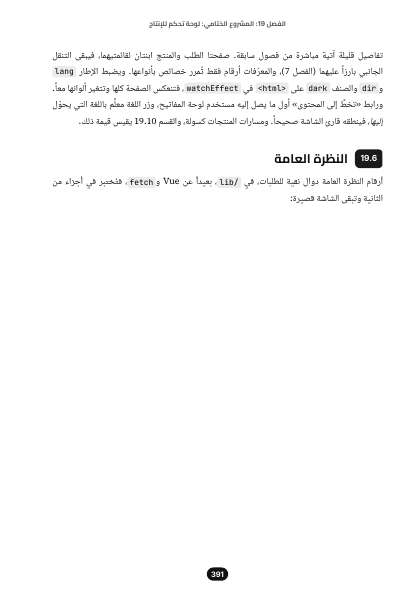 الفصل 19: المشروع الختامي: لوحة تحكم للإنتاج
تفاصيل قليلة آتية مباشرة من فصول سابقة. صفحتا الطلب والمنتج ابنتان لقائمتيهما، فيبقى التنقل
الجانبي بارزاً عليهما (الفصل 7)، والمعرّفات أرقام فقط تُمرر خصائص بأنواعها. ويضبط الإطار lang
و dir والصنف dark على <html> في watchEffect، فتنعكس الصفحة كلها وتتغير ألوانها معاً.
ورابط «تخطَّ إلى المحتوى» أول ما يصل إليه مستخدم لوحة المفاتيح، وزر اللغة معلَّم باللغة التي يحوّل
إليها، فينطقه قارئ الشاشة صحيحاً. ومسارات المنتجات كسولة، والقسم 19.10 يقيس قيمة ذلك.
19.6 النظرة العامة
أرقام النظرة العامة دوال نقية للطلبات، في lib/، بعيداً عن Vue و fetch، فتختبر في أجزاء من
الثانية وتبقى الشاشة قصيرة:
391